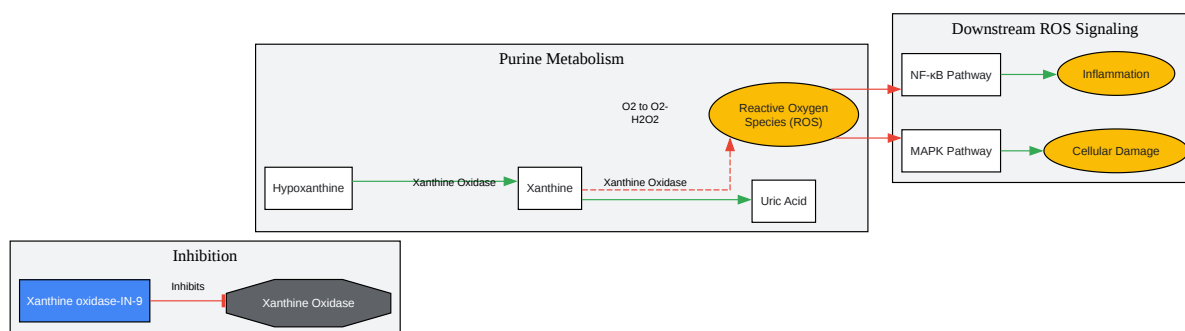 Downstream ROS Signaling
NF-κB Pathway
Inflammation
MAPK Pathway
Cellular Damage
Purine Metabolism
O2 to O2-
H2O2
Reactive Oxygen
Species (ROS)
Hypoxanthine
Xanthine Oxidase
Xanthine
Xanthine Oxidase
Uric Acid
Inhibition
Xanthine oxidase-IN-9
Inhibits
Xanthine Oxidase